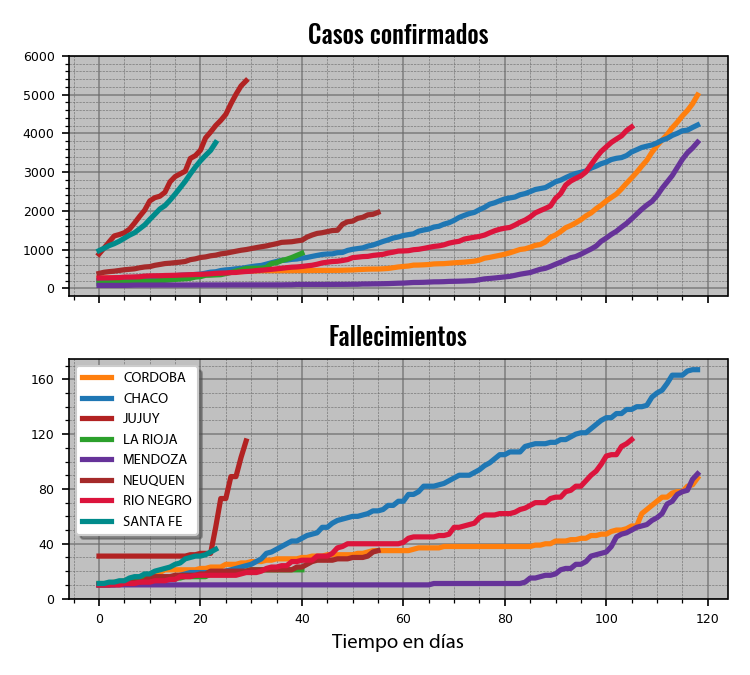 Casos confirmados
6000
5000
4000
3000
2000
1000
0
Fallecimientos
160
120
80
40
0
CORDOBA
CHACO
JUJUY
LA RIOJA
MENDOZA
NEUQUEN
RIO NEGRO
SANTA FE
0 20 40 60 80 100 120
Tiempo en días